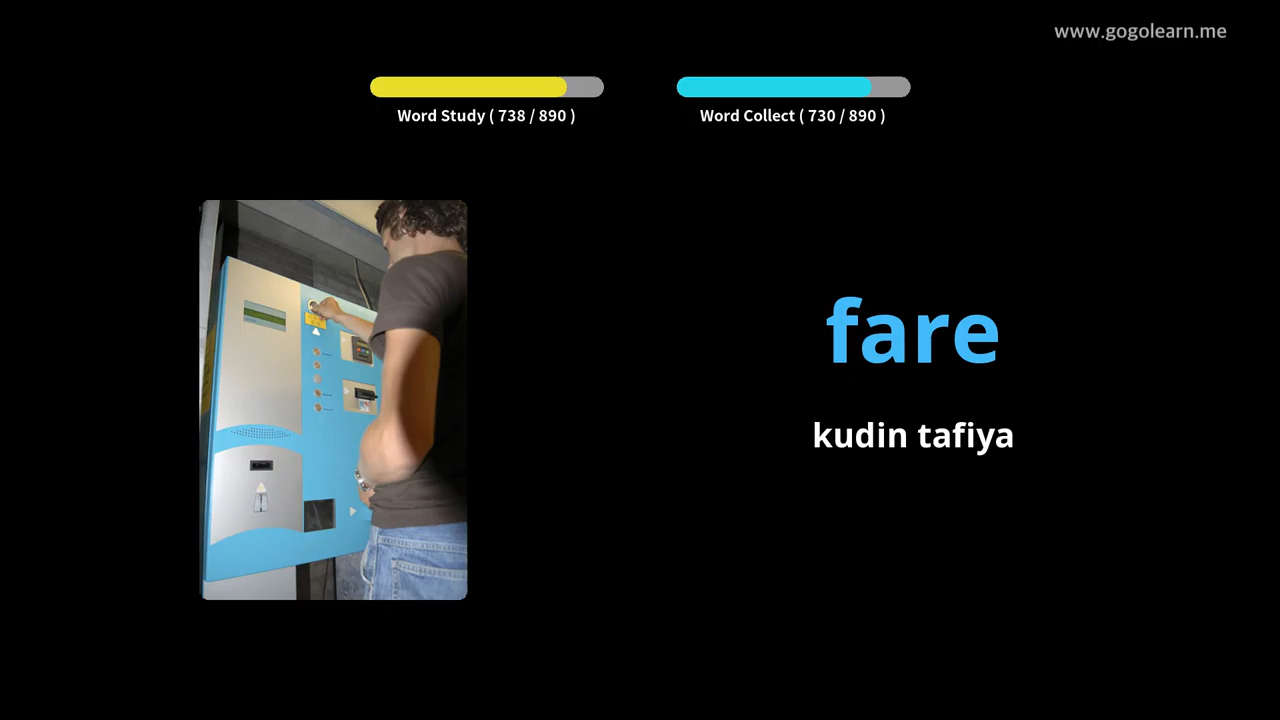 www.gogolearn.me
Word Study ( 738 / 890 )
Word Collect ( 730 / 890 )
fare
kudin tafiya